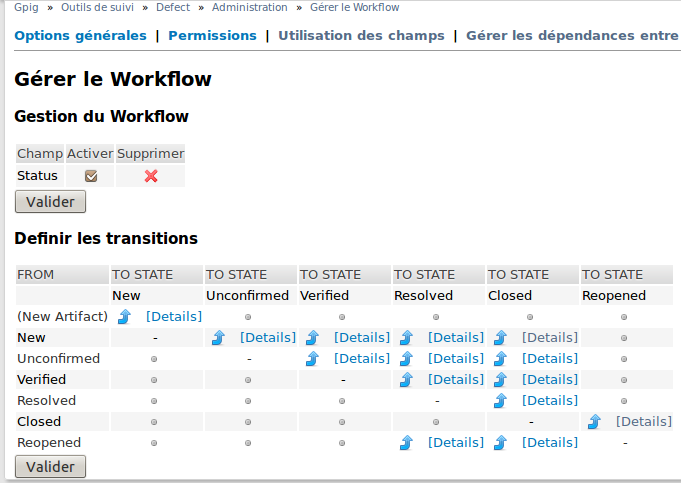 Gpig » Outils de suivi » Defect » Administration » Gérer le Workflow
Options générales | Permissions | Utilisation des champs | Gérer les dépendances entre
Gérer le Workflow
Gestion du Workflow
Champ Activer Supprimer
Status
Valider
Definir les transitions
FROM TO STATE TO STATE TO STATE TO STATE TO STATE TO STATE
New Unconfirmed Verified Resolved Closed Reopened
(New Artifact) [Details]
New - [Details] [Details] [Details] [Details]
Unconfirmed - [Details] [Details] [Details]
Verified - [Details] [Details]
Resolved - [Details]
Closed - [Details]
Reopened [Details] [Details] -
Valider